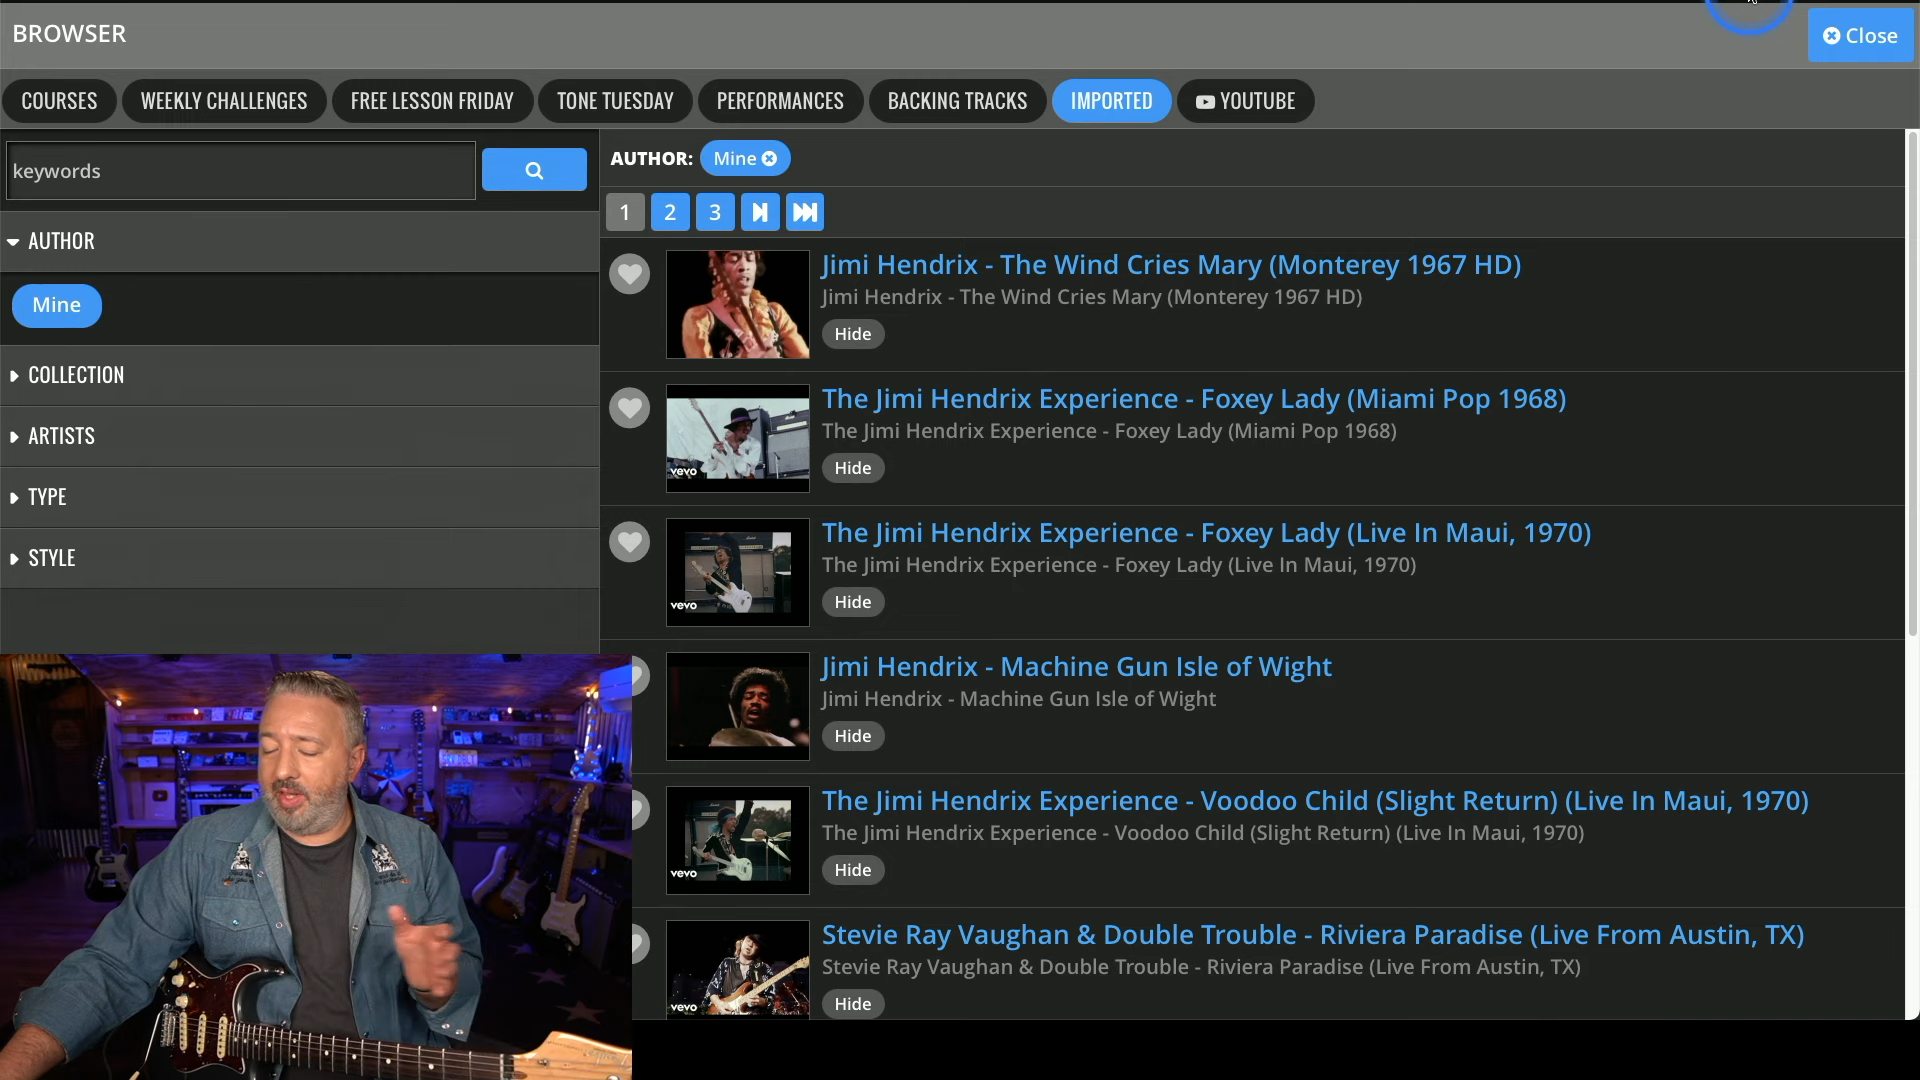 BROWSER
Close
COURSES
WEEKLY CHALLENGES
FREE LESSON FRIDAY
TONE TUESDAY
PERFORMANCES
BACKING TRACKS
IMPORTED
YOUTUBE
keywords
AUTHOR
Mine
COLLECTION
ARTISTS
TYPE
STYLE
AUTHOR: Mine
1 2 3
Jimi Hendrix - The Wind Cries Mary (Monterey 1967 HD)
Jimi Hendrix - The Wind Cries Mary (Monterey 1967 HD)
Hide
The Jimi Hendrix Experience - Foxey Lady (Miami Pop 1968)
The Jimi Hendrix Experience - Foxey Lady (Miami Pop 1968)
vevo
Hide
The Jimi Hendrix Experience - Foxey Lady (Live In Maui, 1970)
The Jimi Hendrix Experience - Foxey Lady (Live In Maui, 1970)
vevo
Hide
Jimi Hendrix - Machine Gun Isle of Wight
Jimi Hendrix - Machine Gun Isle of Wight
Hide
The Jimi Hendrix Experience - Voodoo Child (Slight Return) (Live In Maui, 1970)
The Jimi Hendrix Experience - Voodoo Child (Slight Return) (Live In Maui, 1970)
vevo
Hide
Stevie Ray Vaughan & Double Trouble - Riviera Paradise (Live From Austin, TX)
Stevie Ray Vaughan & Double Trouble - Riviera Paradise (Live From Austin, TX)
vevo
Hide